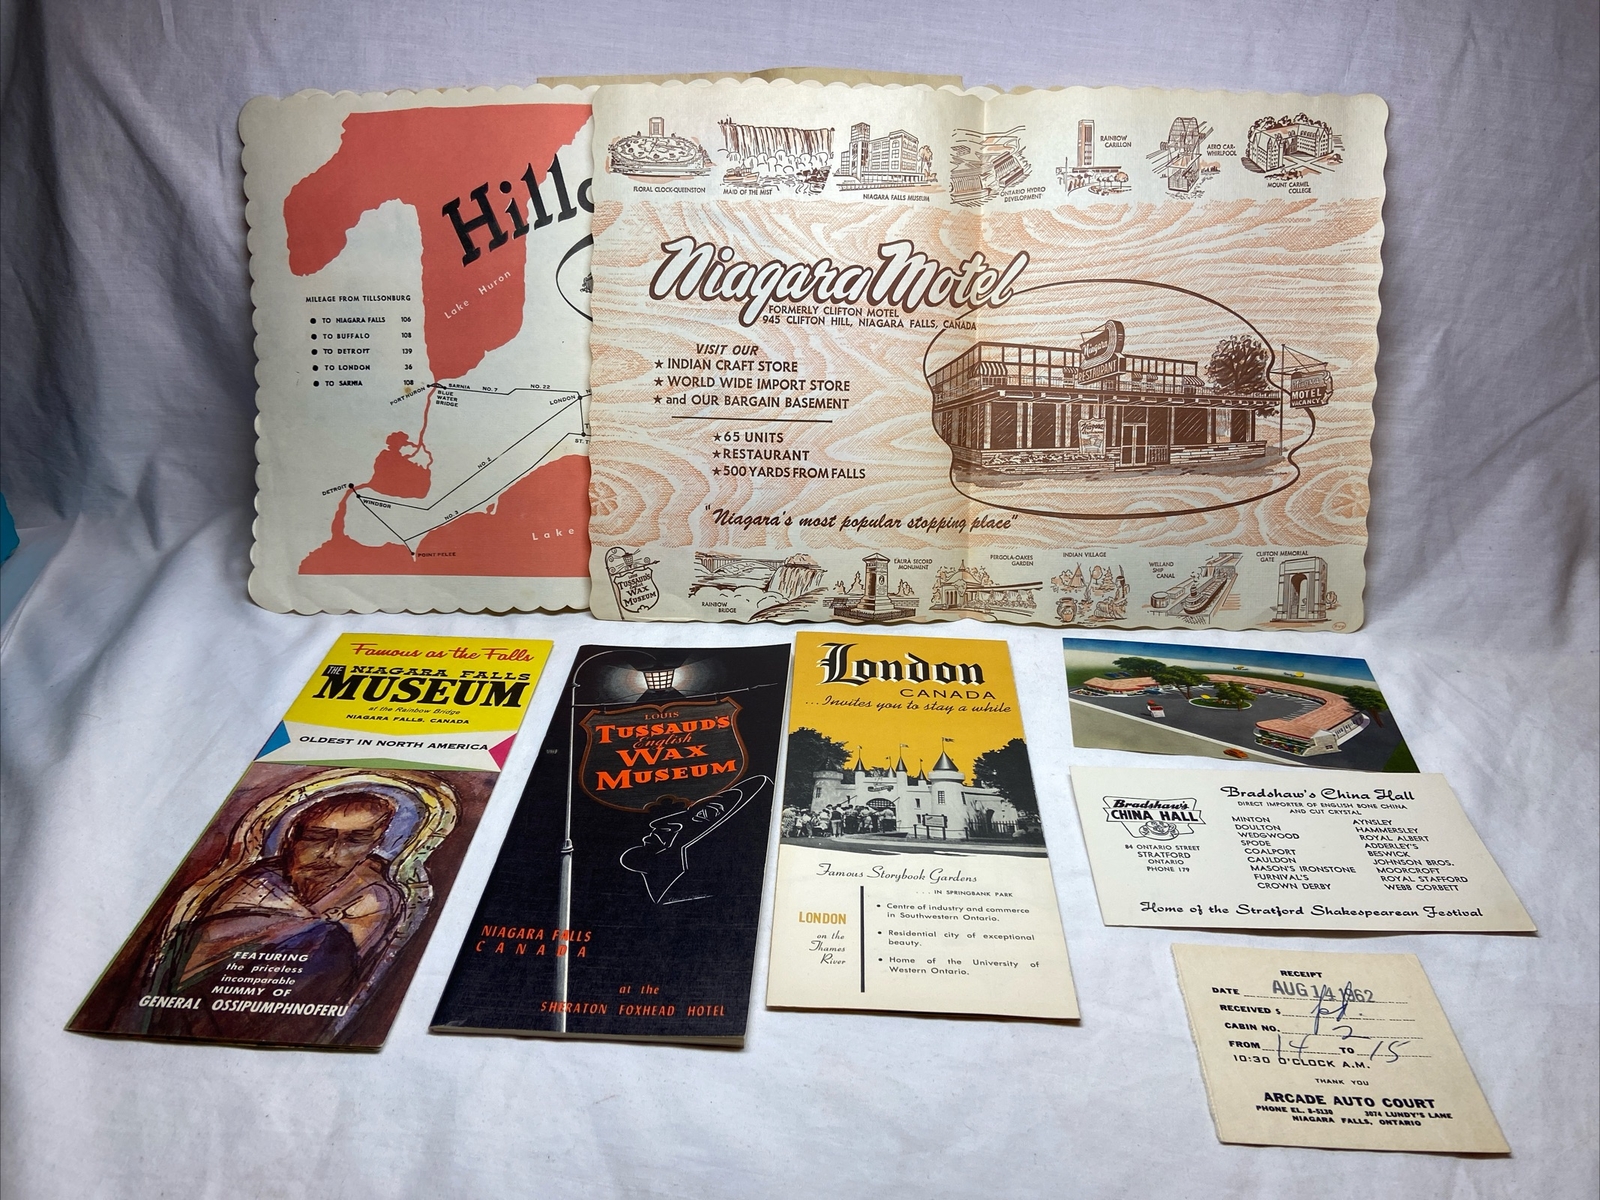 Hillc
Lake Huron
MILEAGE FROM TILLSONBURG
TO NIAGARA FALLS 106
TO BUFFALO 108
TO DETROIT 139
TO LONDON 36
TO SARNIA 108
PORT HURON
SARNIA
NO. 7
NO. 22
BLUE WATER BRIDGE
LONDON
ST. T
NO. 2
DETROIT
WINDSOR
NO. 3
Lake
POINT PELEE
FLORAL CLOCK-QUEENSTON
MAID OF THE MIST
NIAGARA FALLS MUSEUM
ONTARIO HYDRO
DEVELOPMENT
RAINBOW
CARILLON
AERO CAR-
WHIRLPOOL
MOUNT CARMEL
COLLEGE
Niagara Motel
FORMERLY CLIFTON MOTEL
945 CLIFTON HILL, NIAGARA FALLS, CANADA
VISIT OUR
★ INDIAN CRAFT STORE
★ WORLD WIDE IMPORT STORE
★ and OUR BARGAIN BASEMENT
★ 65 UNITS
★ RESTAURANT
★ 500 YARDS FROM FALLS
Niagara
RESTAURANT
Niagara
MOTEL
VACANCY
"Niagara's most popular stopping place"
TUSSAUD'S
WAX
MUSEUM
RAINBOW
BRIDGE
LAURA SECORD
MONUMENT
PERGOLA-OAKES
GARDEN
INDIAN VILLAGE
WELLAND
SHIP
CANAL
CLIFTON MEMORIAL
GATE
Famous as the Falls
THE NIAGARA FALLS
MUSEUM
at the Rainbow Bridge
NIAGARA FALLS, CANADA
OLDEST IN NORTH AMERICA
FEATURING
the priceless
incomparable
MUMMY OF
GENERAL OSSIPUMPHNOFERU
LOUIS
TUSSAUD'S
English
WAX
MUSEUM
NIAGARA FALLS
CANADA
at the
SHERATON FOXHEAD HOTEL
London
CANADA
...Invites you to stay a while
Famous Storybook Gardens
... IN SPRINGBANK PARK
LONDON
on the
Thames
River
• Centre of industry and commerce
in Southwestern Ontario.
• Residential city of exceptional
beauty.
• Home of the University of
Western Ontario.
Bradshaw's
CHINA HALL
84 ONTARIO STREET
STRATFORD
ONTARIO
PHONE 179
Bradshaw's China Hall
DIRECT IMPORTER OF ENGLISH BONE CHINA
AND CUT CRYSTAL
MINTON
DOULTON
WEDGWOOD
SPODE
COALPORT
CAULDON
MASON'S IRONSTONE
FURNIVAL'S
CROWN DERBY
AYNSLEY
HAMMERSLEY
ROYAL ALBERT
ADDERLEY'S
BESWICK
JOHNSON BROS.
MOORCROFT
ROYAL STAFFORD
WEBB CORBETT
Home of the Stratford Shakespearean Festival
RECEIPT
DATE AUG 14 1962
RECEIVED $ pd.
CABIN NO. 2
FROM 14 TO 15
10:30 O'CLOCK A.M.
THANK YOU
ARCADE AUTO COURT
PHONE EL. 8-5130 3074 LUNDY'S LANE
NIAGARA FALLS, ONTARIO